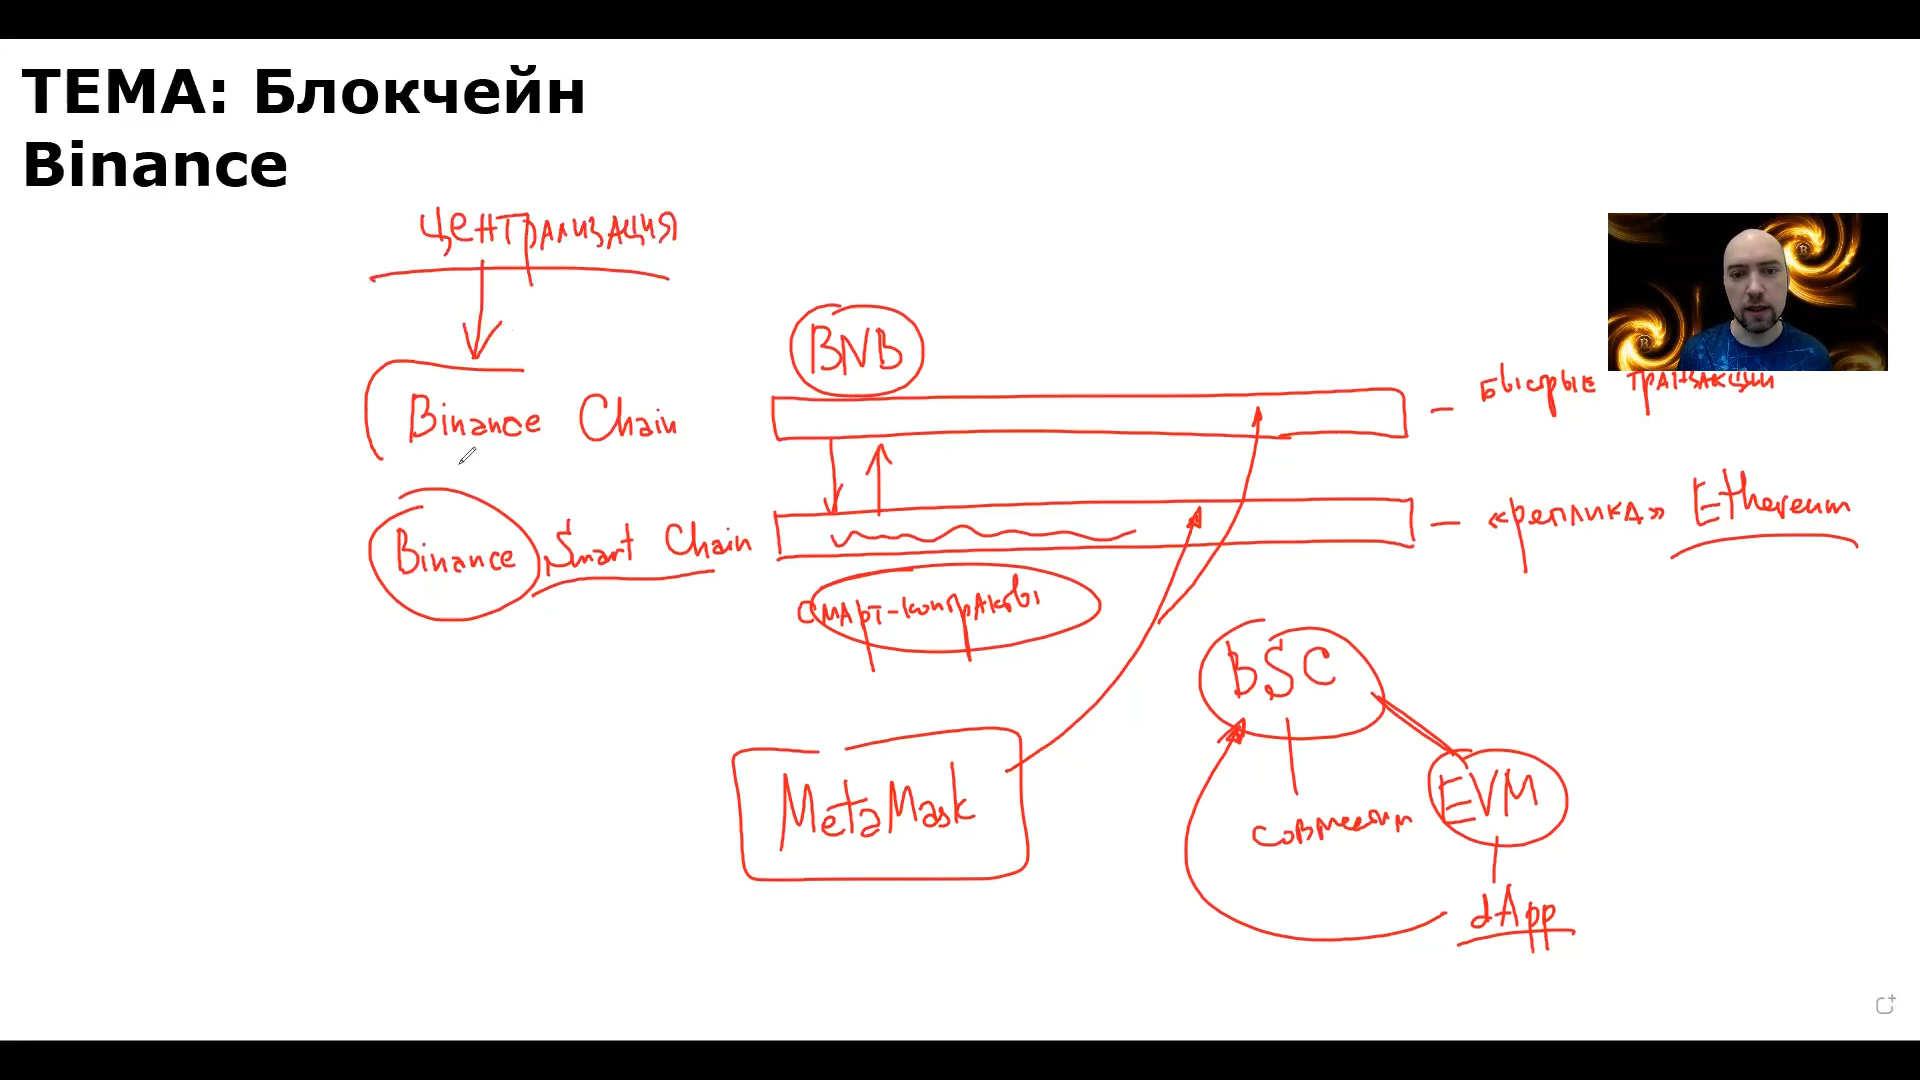 ТЕМА: Блокчейн
Binance
централизация
BNB
Binance Chain
- Быстрые транзакции
Binance Smart Chain
- «реплика» Ethereum
смарт-контракты
BSC
MetaMask
EVM
совместим
dApp